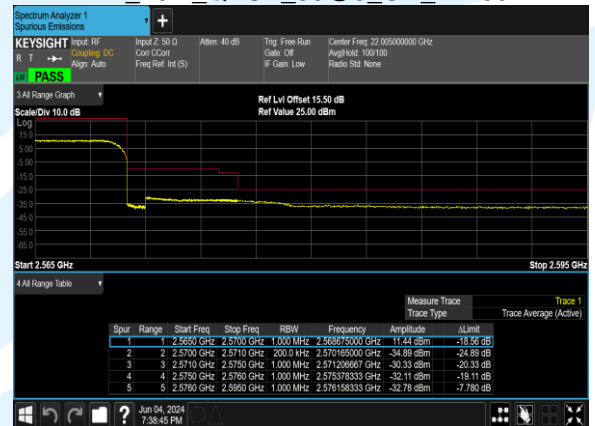 Spectrum Analyzer 1
Spurious Emissions
+
KEYSIGHT Input: RF Input Z: 50 Ω Atten: 40 dB Trig: Free Run Center Freq: 22.005000000 GHz
R T Coupling: DC Corr CCorr Gate: Off Avg|Hold: 100/100
Align: Auto Freq Ref: Int (S) IF Gain: Low Radio Std: None
LV PASS
3 All Range Graph
Ref Lvl Offset 15.50 dB
Scale/Div 10.0 dB Ref Value 25.00 dBm
Log
15.0
5.00
-5.00
-15.0
-25.0
-35.0
-45.0
-55.0
-65.0
Start 2.565 GHz Stop 2.595 GHz
4 All Range Table
Measure Trace Trace 1
Trace Type Trace Average (Active)
Spur Range Start Freq Stop Freq RBW Frequency Amplitude ΔLimit
1 1 2.5650 GHz 2.5700 GHz 1.000 MHz 2.568675000 GHz 11.44 dBm -18.56 dB
2 2 2.5700 GHz 2.5710 GHz 200.0 kHz 2.570165000 GHz -34.89 dBm -24.89 dB
3 3 2.5710 GHz 2.5750 GHz 1.000 MHz 2.571206667 GHz -30.33 dBm -20.33 dB
4 4 2.5750 GHz 2.5760 GHz 1.000 MHz 2.575378333 GHz -32.11 dBm -19.11 dB
5 5 2.5760 GHz 2.5950 GHz 1.000 MHz 2.576158333 GHz -32.78 dBm -7.780 dB
? Jun 04, 2024
7:38:45 PM